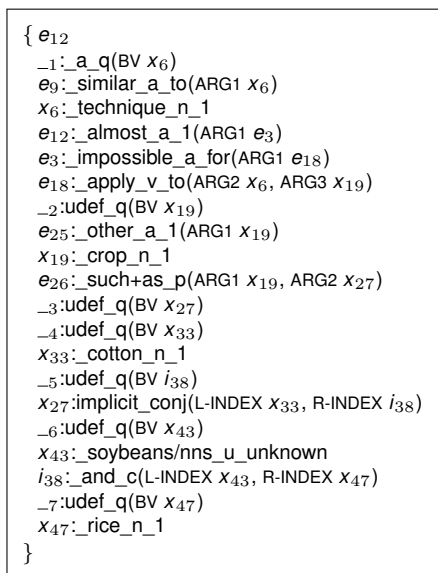 { e12
_1:_a_q(BV x6)
e9:_similar_a_to(ARG1 x6)
x6:_technique_n_1
e12:_almost_a_1(ARG1 e3)
e3:_impossible_a_for(ARG1 e18)
e18:_apply_v_to(ARG2 x6, ARG3 x19)
_2:udef_q(BV x19)
e25:_other_a_1(ARG1 x19)
x19:_crop_n_1
e26:_such+as_p(ARG1 x19, ARG2 x27)
_3:udef_q(BV x27)
_4:udef_q(BV x33)
x33:_cotton_n_1
_5:udef_q(BV i38)
x27:implicit_conj(L-INDEX x33, R-INDEX i38)
_6:udef_q(BV x43)
x43:_soybeans/nns_u_unknown
i38:_and_c(L-INDEX x43, R-INDEX x47)
_7:udef_q(BV x47)
x47:_rice_n_1
}